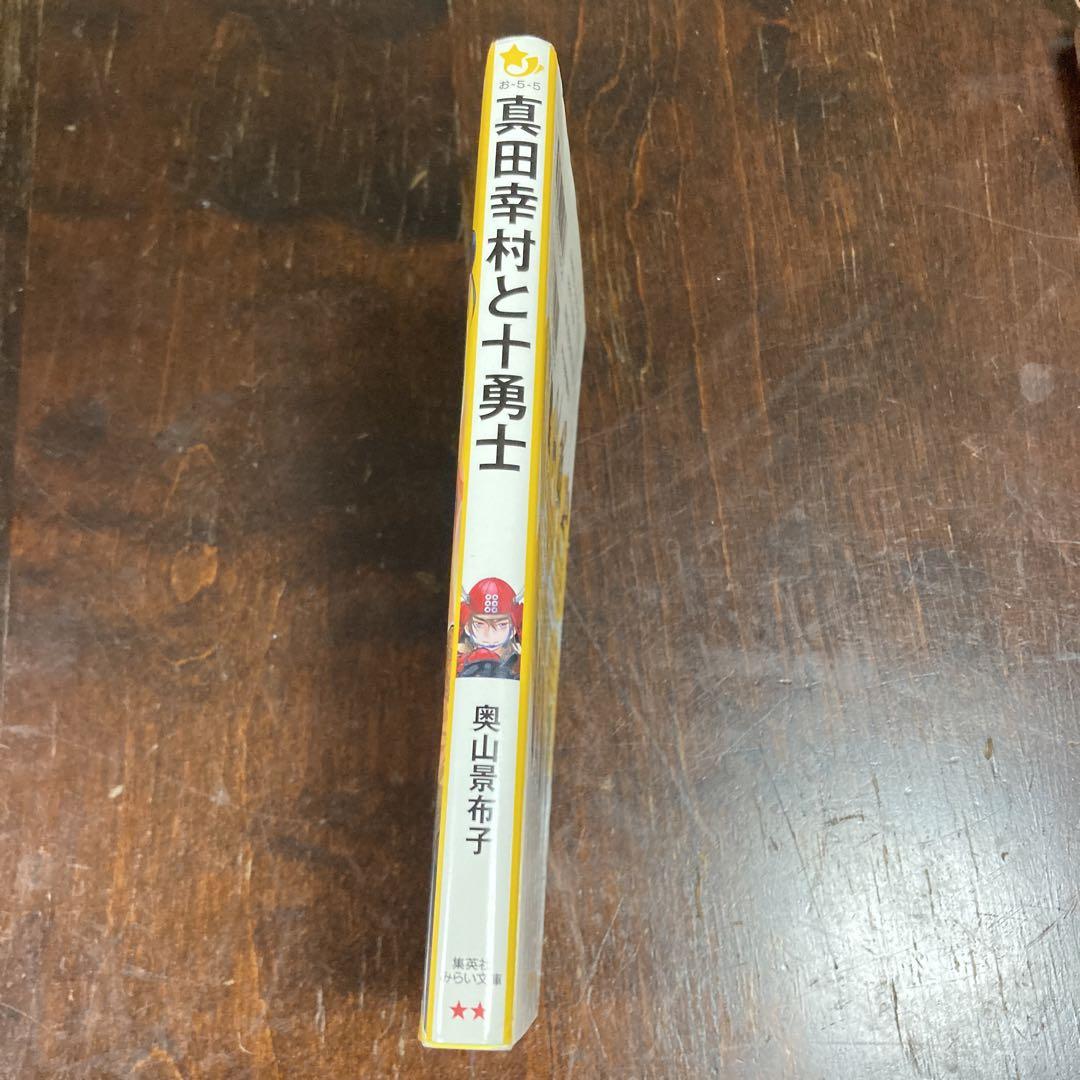 お-5-5
真田幸村と十勇士
奥山景布子
集英社
みらい文庫